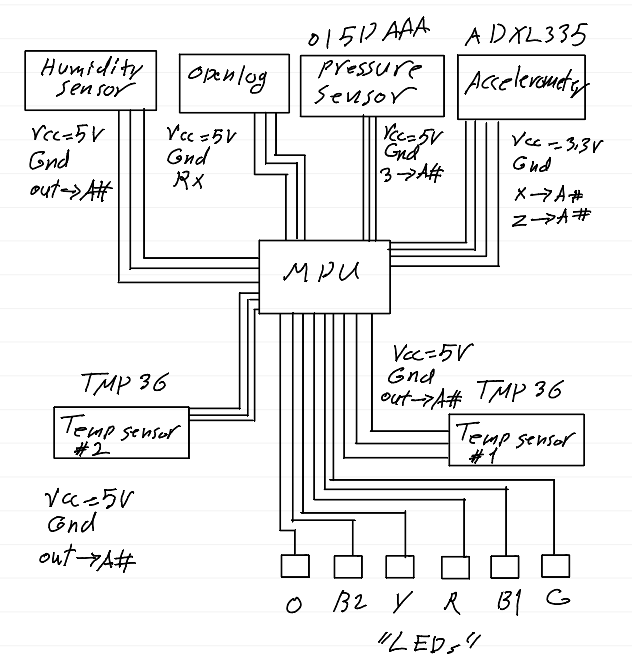 015PAAA
ADXL335
Humidity
Sensor
Openlog
Pressure
Sensor
Accelerometer
Vcc=5V
Gnd
out→A#
Vcc=5V
Gnd
Rx
Vcc=5V
Gnd
3→A#
Vcc=3.3V
Gnd
X→A#
Z→A#
MPU
TMP 36
Temp sensor
#2
Vcc=5V
Gnd
out→A#
Vcc=5V
Gnd
out→A#
TMP 36
Temp sensor
#1
O B2 Y R B1 G
"LEDs"